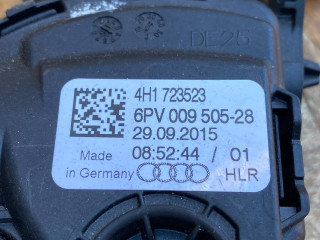 DE25
4H1 723523
6PV 009 505-28
29.09.2015
Made 08:52:44 / 01
in Germany HLR